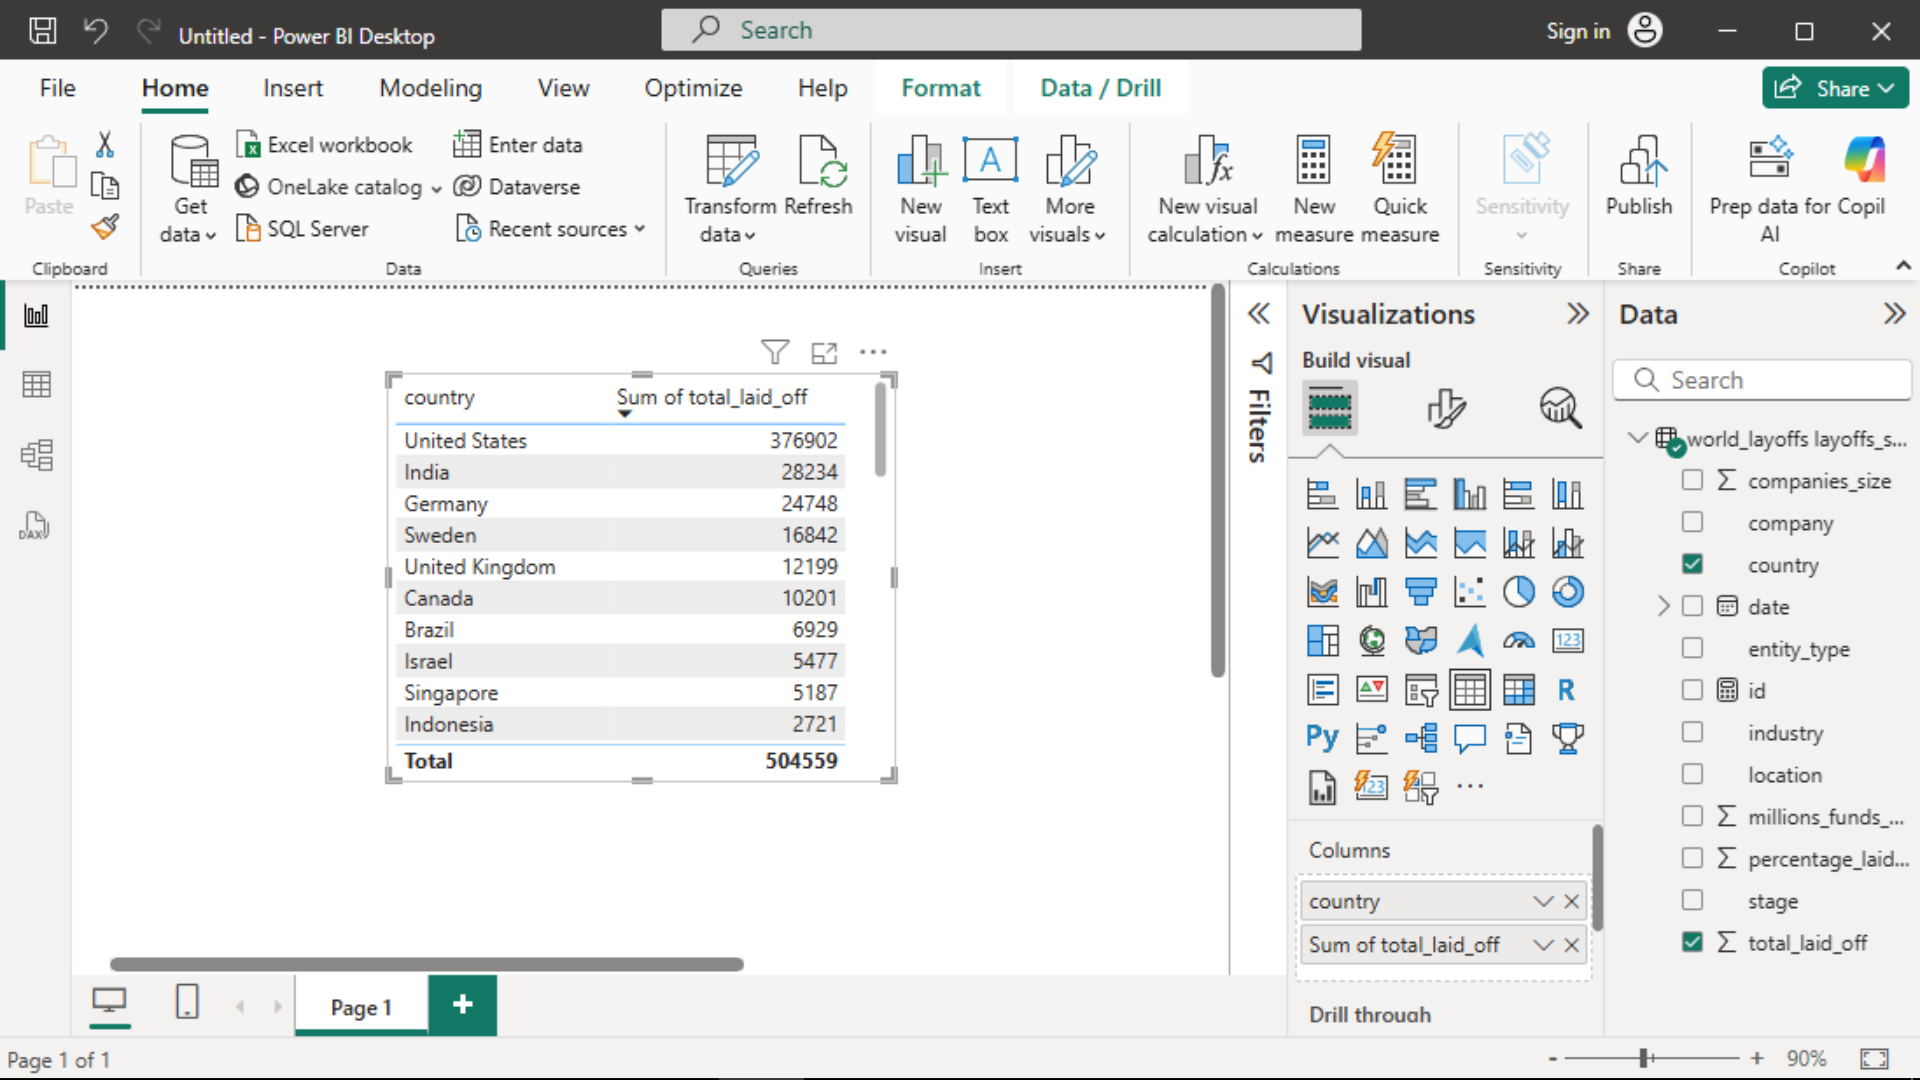 Untitled - Power BI Desktop
Search
Sign in
File
Home
Insert
Modeling
View
Optimize
Help
Format
Data / Drill
Share
Paste
Get
data
Excel workbook
OneLake catalog
SQL Server
Enter data
Dataverse
Recent sources
Transform
data
Refresh
New
visual
A
Text
box
More
visuals
fx
New visual
calculation
New
measure
Quick
measure
Sensitivity
Publish
Prep data for
AI
Copil
Clipboard
Data
Queries
Insert
Calculations
Sensitivity
Share
Copilot
DAX
country
Sum of total_laid_off
United States 376902
India 28234
Germany 24748
Sweden 16842
United Kingdom 12199
Canada 10201
Brazil 6929
Israel 5477
Singapore 5187
Indonesia 2721
Total 504559
Filters
Visualizations
Build visual
123
R
Py
123
Columns
country
Sum of total_laid_off
Drill through
Data
Search
world_layoffs layoffs_s...
companies_size
company
country
date
entity_type
id
industry
location
millions_funds_...
percentage_laid...
stage
total_laid_off
Page 1
Page 1 of 1
90%